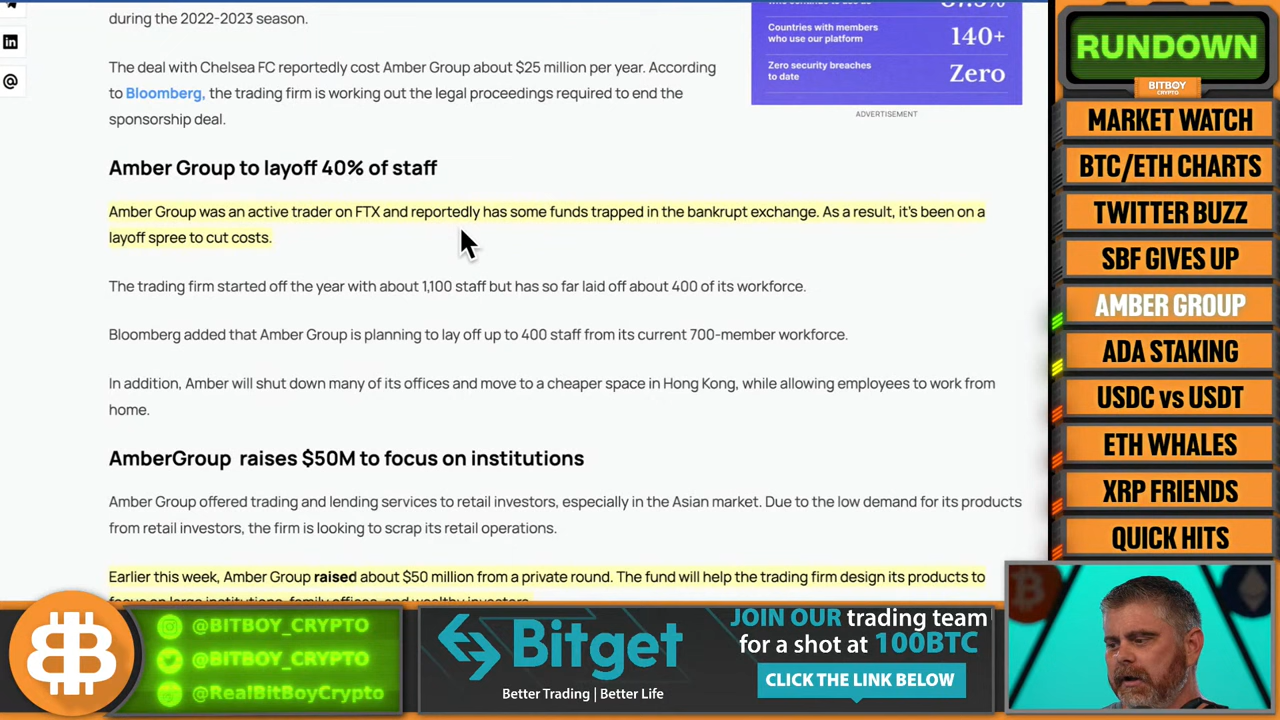 during the 2022-2023 season.
The deal with Chelsea FC reportedly cost Amber Group about $25 million per year. According
to Bloomberg, the trading firm is working out the legal proceedings required to end the
sponsorship deal.
Amber Group to layoff 40% of staff
Amber Group was an active trader on FTX and reportedly has some funds trapped in the bankrupt exchange. As a result, it's been on a
layoff spree to cut costs.
The trading firm started off the year with about 1,100 staff but has so far laid off about 400 of its workforce.
Bloomberg added that Amber Group is planning to lay off up to 400 staff from its current 700-member workforce.
In addition, Amber will shut down many of its offices and move to a cheaper space in Hong Kong, while allowing employees to work from
home.
AmberGroup raises $50M to focus on institutions
Amber Group offered trading and lending services to retail investors, especially in the Asian market. Due to the low demand for its products
from retail investors, the firm is looking to scrap its retail operations.
Earlier this week, Amber Group raised about $50 million from a private round. The fund will help the trading firm design its products to
focus on large institutions, family offices, and wealthy investors.
Countries with members
who use our platform
140+
Zero security breaches
to date
Zero
ADVERTISEMENT
RUNDOWN
BITBOY
CRYPTO
MARKET WATCH
BTC/ETH CHARTS
TWITTER BUZZ
SBF GIVES UP
AMBER GROUP
ADA STAKING
USDC vs USDT
ETH WHALES
XRP FRIENDS
QUICK HITS
@BITBOY_CRYPTO
@BITBOY_CRYPTO
@RealBitBoyCrypto
Bitget
Better Trading | Better Life
JOIN OUR trading team
for a shot at 100BTC
CLICK THE LINK BELOW